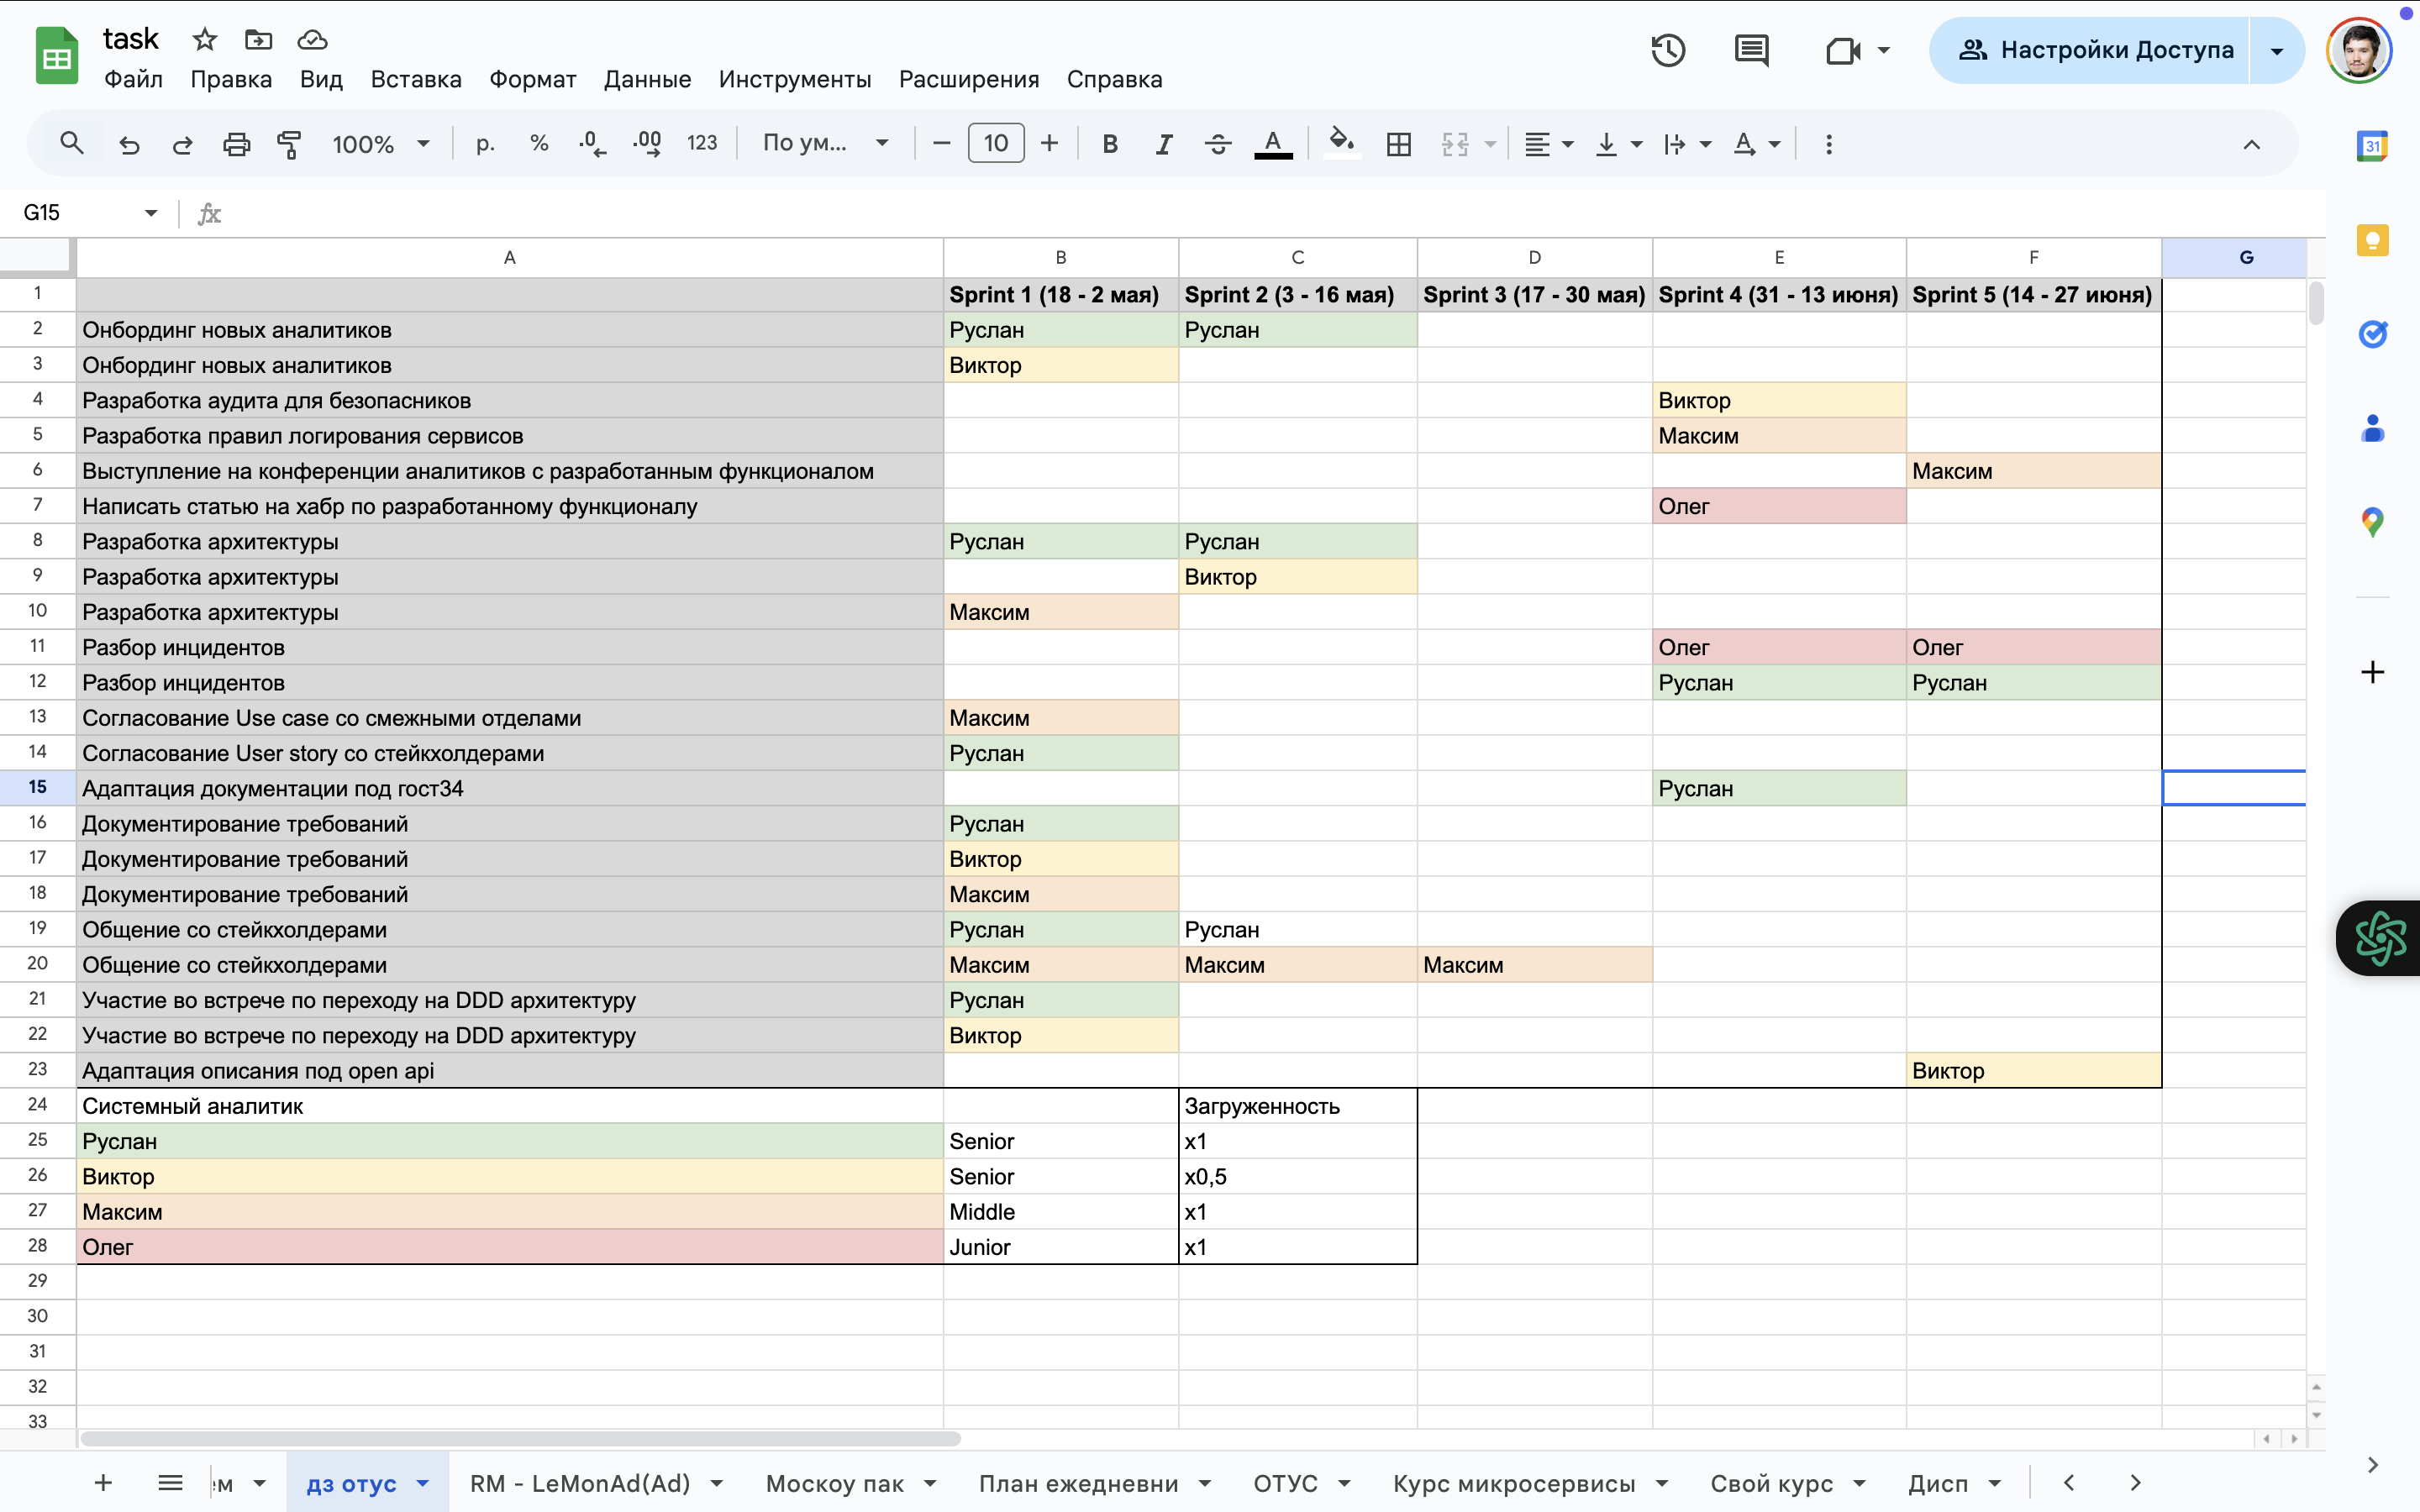 task
Файл Правка Вид Вставка Формат Данные Инструменты Расширения Справка
Настройки Доступа
100% р. % .0 .00 123 По ум... 10 B I S A
31
G15 fx
A B C D E F G
1 Sprint 1 (18 - 2 мая) Sprint 2 (3 - 16 мая) Sprint 3 (17 - 30 мая) Sprint 4 (31 - 13 июня) Sprint 5 (14 - 27 июня)
2 Онбординг новых аналитиков Руслан Руслан
3 Онбординг новых аналитиков Виктор
4 Разработка аудита для безопасников Виктор
5 Разработка правил логирования сервисов Максим
6 Выступление на конференции аналитиков с разработанным функционалом Максим
7 Написать статью на хабр по разработанному функционалу Олег
8 Разработка архитектуры Руслан Руслан
9 Разработка архитектуры Виктор
10 Разработка архитектуры Максим
11 Разбор инцидентов Олег Олег
12 Разбор инцидентов Руслан Руслан
13 Согласование Use case со смежными отделами Максим
14 Согласование User story со стейкхолдерами Руслан
15 Адаптация документации под гост34 Руслан
16 Документирование требований Руслан
17 Документирование требований Виктор
18 Документирование требований Максим
19 Общение со стейкхолдерами Руслан Руслан
20 Общение со стейкхолдерами Максим Максим Максим
21 Участие во встрече по переходу на DDD архитектуру Руслан
22 Участие во встрече по переходу на DDD архитектуру Виктор
23 Адаптация описания под open api Виктор
24 Системный аналитик Загруженность
25 Руслан Senior x1
26 Виктор Senior x0,5
27 Максим Middle x1
28 Олег Junior x1
29
30
31
32
33
дз отус RM - LeMonAd(Ad) Москоу пак План ежедневни ОТУС Курс микросервисы Свой курс Дисп